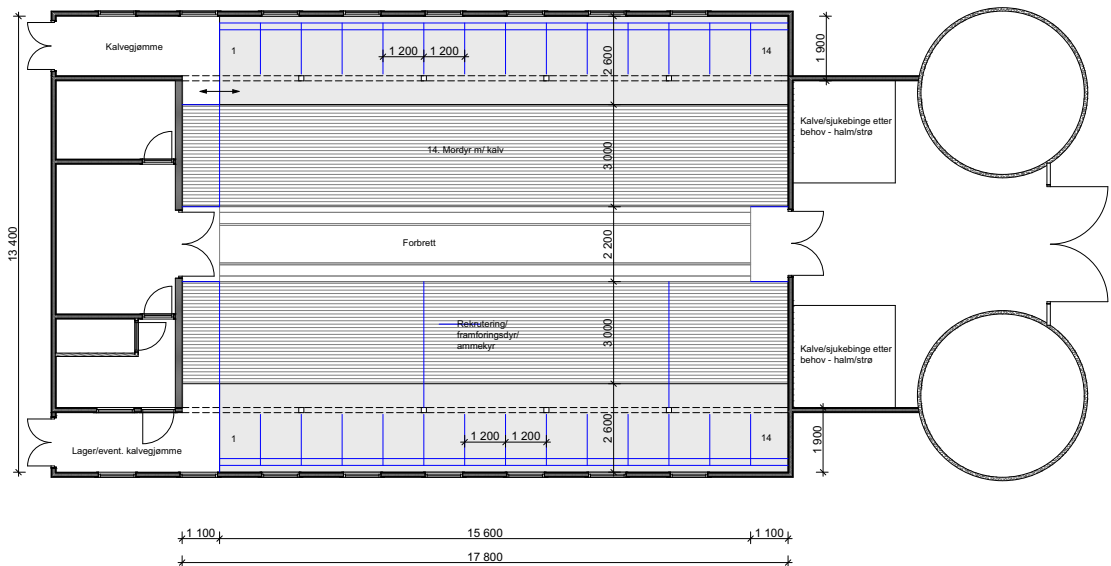 Kalvegjømme
1
1 200
1 200
14
2 600
1 900
Kalve/sjukebinge etter
behov - halm/strø
14. Mordyr m/ kalv
3 000
13 400
Forbrett
2 200
Rekrutering/
framforingsdyr/
ammekyr
3 000
Kalve/sjukebinge etter
behov - halm/strø
1
1 200
1 200
14
2 600
1 900
Lager/event. kalvegjømme
1 100
15 600
1 100
17 800